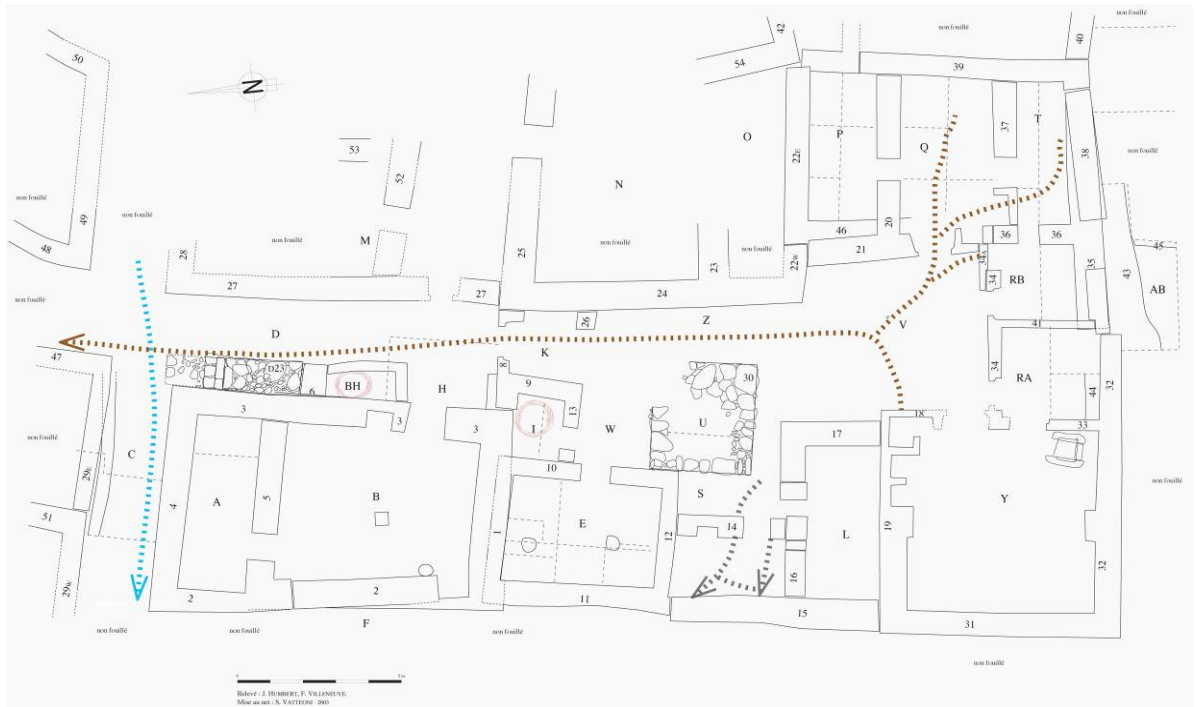 non fouillé
42
non fouillé
40
50
54
39
N
O
P
Q
37
T
22E
38
non fouillé
53
52
N
non fouillé
49
non fouillé
48
28
M
non fouillé
25
non fouillé
23
non fouillé
22W
46
20
21
36
36
34A
34
RB
35
43
45
AB
27
27
24
non fouillé
D
26
Z
V
41
K
47
D23
6
BH
8
9
H
30
34
RA
44
32
3
3
3
I
13
W
U
18
33
non fouillé
C
29E
17
10
4
A
5
B
S
Y
non fouillé
51
1
E
12
14
L
19
16
29W
2
2
11
15
32
31
non fouillé
non fouillé
F
non fouillé
non fouillé
0
5m
Relevé : J. HUMBERT, F. VILLENEUVE.
Mise au net : S. VATTEONI - 2003